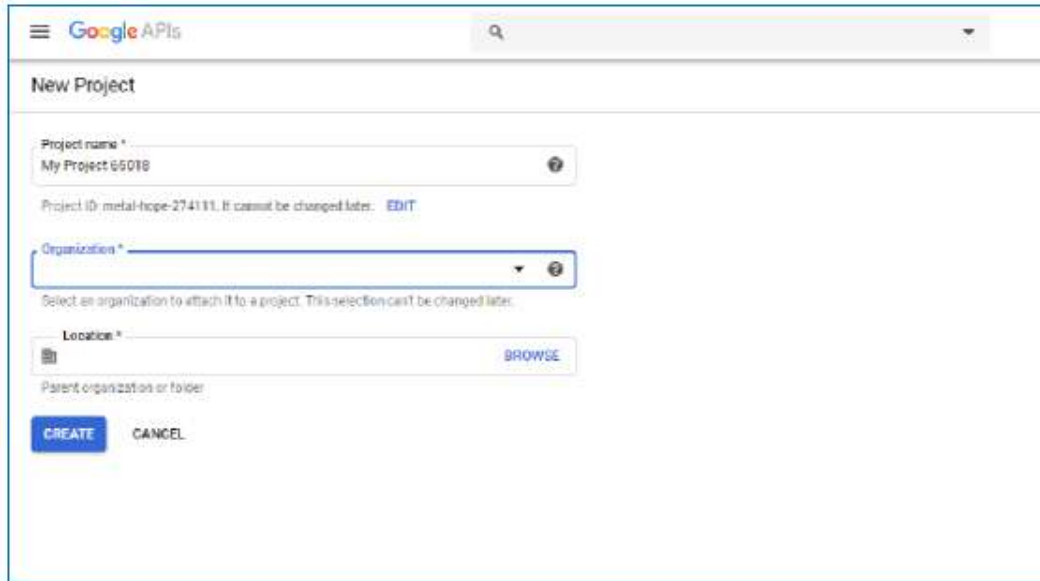 Google APIs
New Project
Project name *
My Project 65018
Project ID: metal-hope-274111. It cannot be changed later. EDIT
Organization *
Select an organization to attach it to a project. This selection can't be changed later.
Location *
BROWSE
Parent organization or folder
CREATE CANCEL